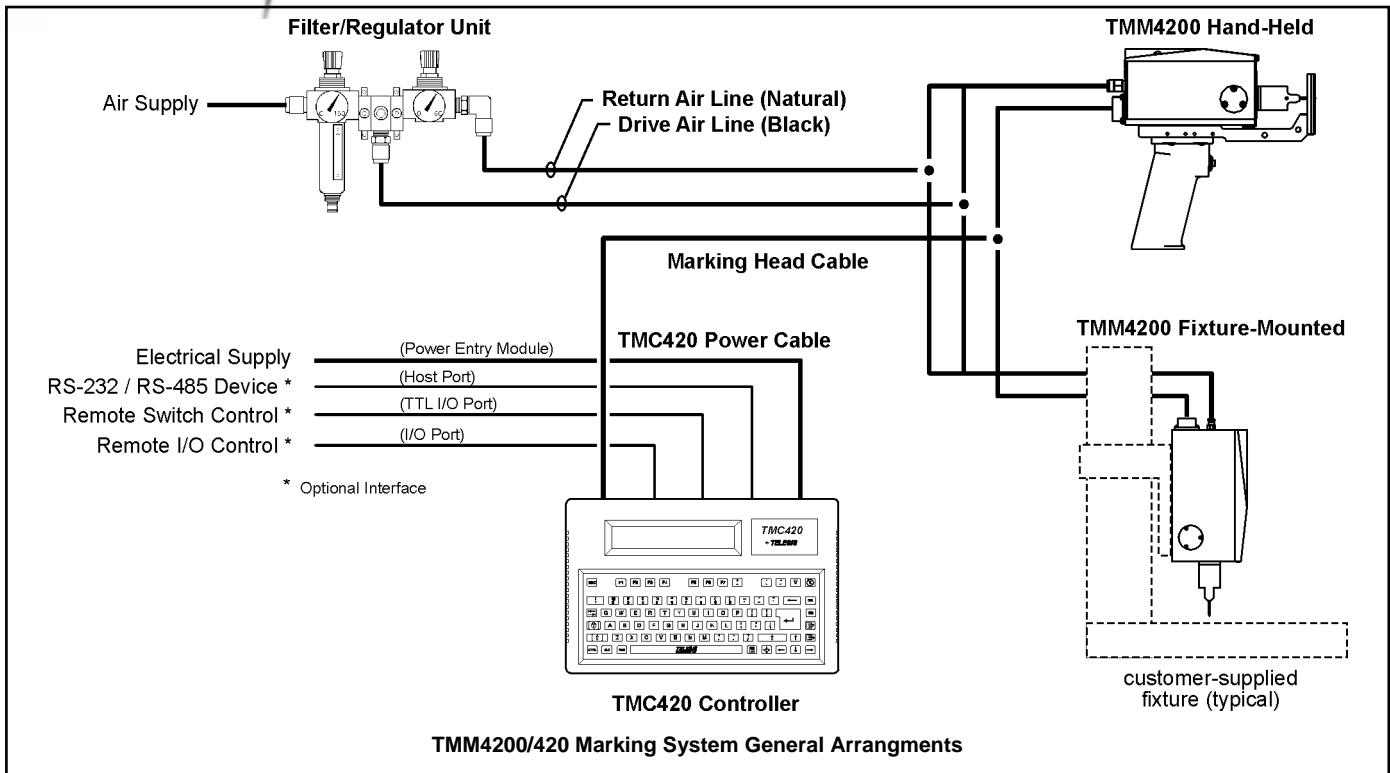 Filter/Regulator Unit
TMM4200 Hand-Held
Air Supply
Return Air Line (Natural)
Drive Air Line (Black)
Marking Head Cable
TMM4200 Fixture-Mounted
TMC420 Power Cable
Electrical Supply
(Power Entry Module)
RS-232 / RS-485 Device *
(Host Port)
Remote Switch Control *
(TTL I/O Port)
Remote I/O Control *
(I/O Port)
* Optional Interface
TMC420
TELESIS
customer-supplied
fixture (typical)
TMC420 Controller
TMM4200/420 Marking System General Arrangments